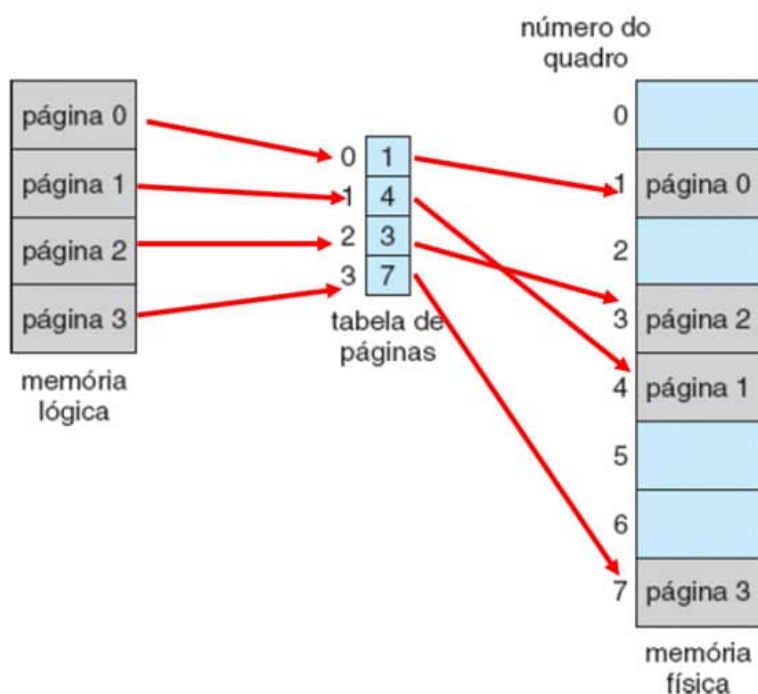 número do
quadro
página 0
página 1
página 2
página 3
memória
lógica
0 1
1 4
2 3
3 7
tabela de
páginas
0
1 página 0
2
3 página 2
4 página 1
5
6
7 página 3
memória
física